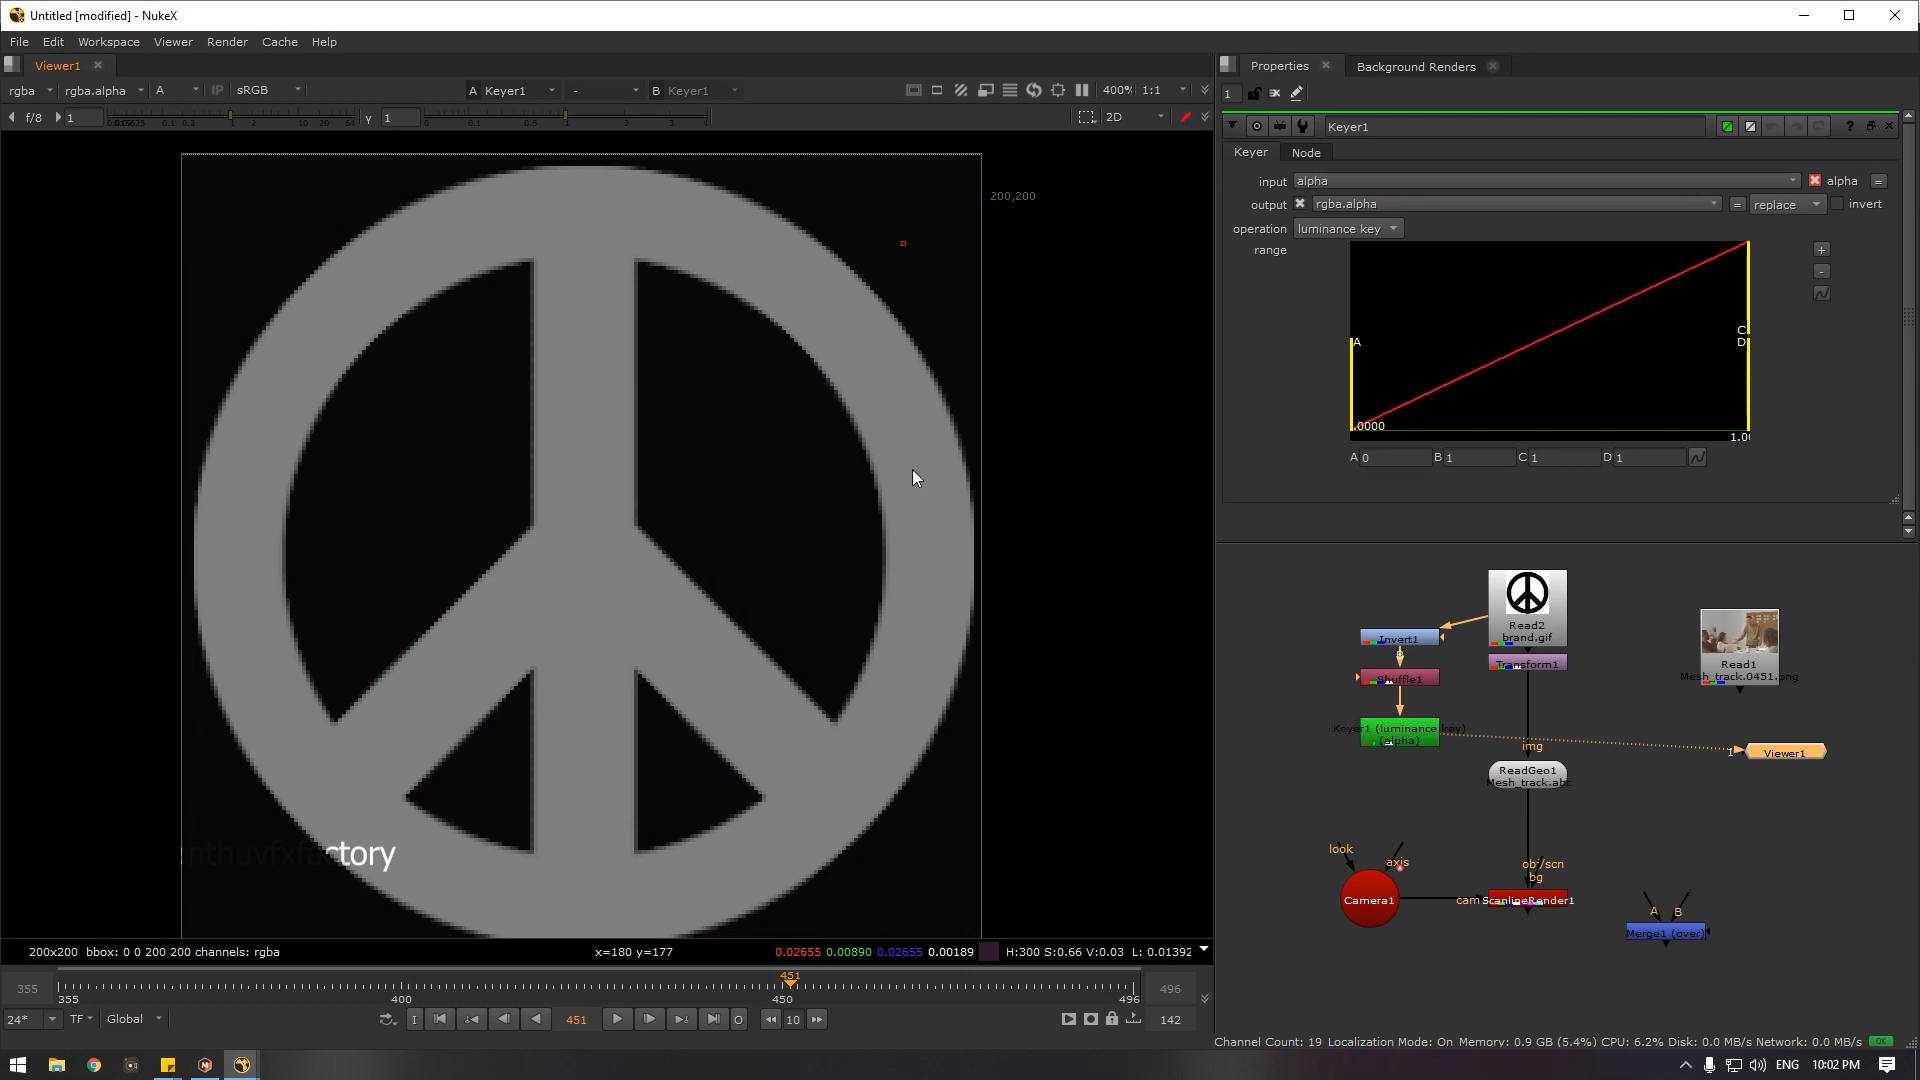 Untitled [modified] - NukeX
File Edit Workspace Viewer Render Cache Help
Viewer1
rgba rgba.alpha A IP sRGB A Keyer1 - B Keyer1 400% 1:1
f/8 1 y 1 2D
200,200
enthuvfxfactory
200x200 bbox: 0 0 200 200 channels: rgba x=180 y=177 0.02655 0.00890 0.02655 0.00189 H:300 S:0.66 V:0.03 L: 0.01392
355 355 400 451 450 496 496
24* TF Global I 451 O 10 142
Properties Background Renders
1
Keyer1
Keyer Node
input alpha alpha =
output rgba.alpha = replace invert
operation luminance key
range
A C D
.0000 1.00
A 0 B 1 C 1 D 1
Read2
brand.gif
Invert1
Transform1
Shuffle1
Keyer1 (luminance key)
(alpha)
img
ReadGeo1
Mesh_track.abc
Read1
Mesh_track.0451.png
1 Viewer1
look axis
Camera1
cam
obj/scn
bg
ScanlineRender1
A B
Merge1 (over)
Channel Count: 19 Localization Mode: On Memory: 0.9 GB (5.4%) CPU: 6.2% Disk: 0.0 MB/s Network: 0.0 MB/s OK
ENG 10:02 PM